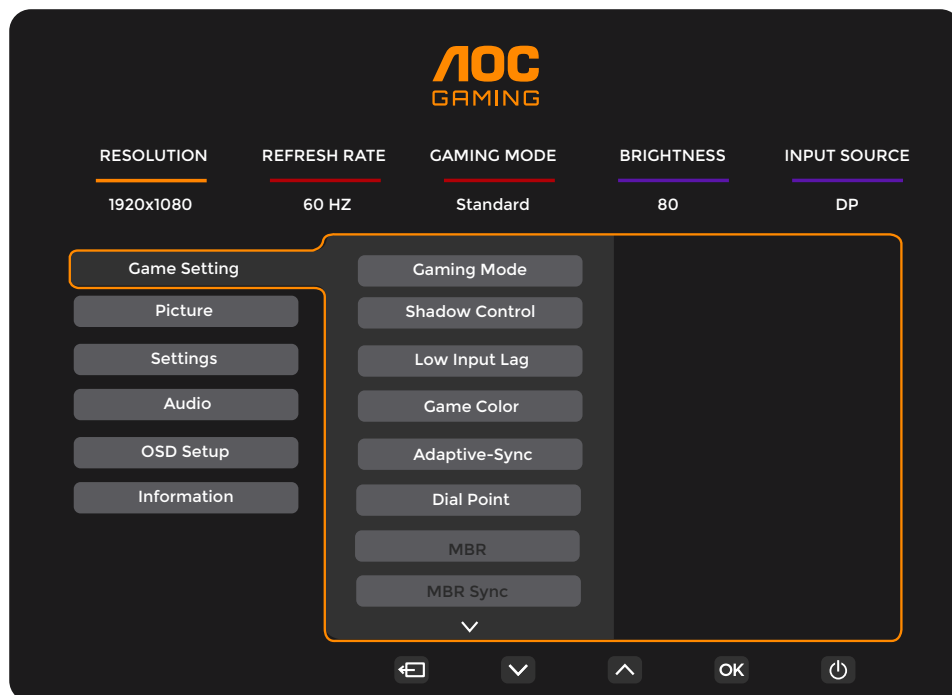 AOC
GAMING
RESOLUTION REFRESH RATE GAMING MODE BRIGHTNESS INPUT SOURCE
1920x1080 60 HZ Standard 80 DP
Game Setting
Picture
Settings
Audio
OSD Setup
Information
Gaming Mode
Shadow Control
Low Input Lag
Game Color
Adaptive-Sync
Dial Point
MBR
MBR Sync
OK